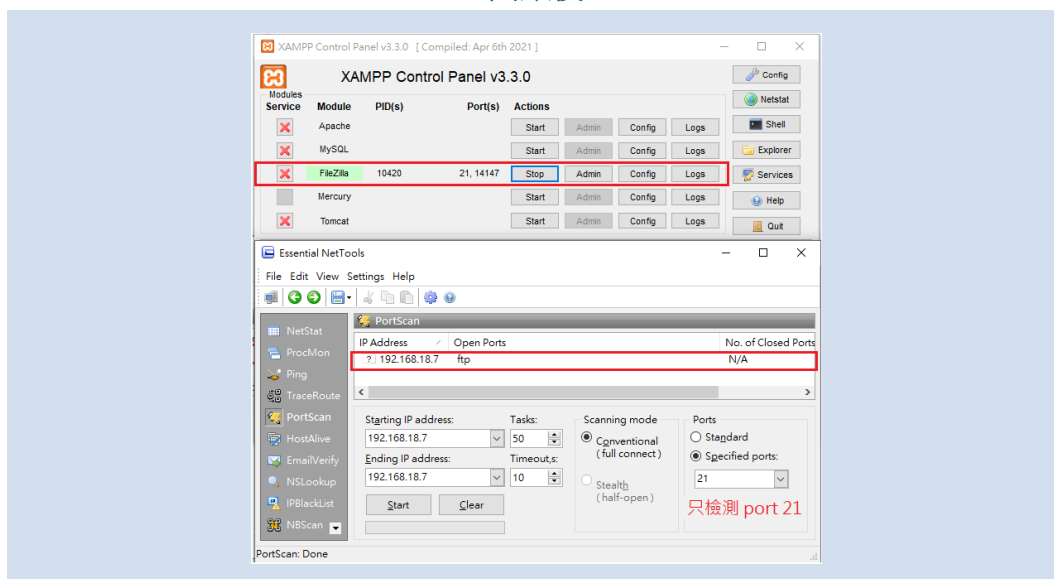 XAMPP Control Panel v3.3.0 [ Compiled: Apr 6th 2021 ]
XAMPP Control Panel v3.3.0
Config
Modules
Service Module PID(s) Port(s) Actions
Netstat
Apache Start Admin Config Logs
Shell
MySQL Start Admin Config Logs
Explorer
FileZilla 10420 21, 14147 Stop Admin Config Logs
Services
Mercury Start Admin Config Logs
Help
Tomcat Start Admin Config Logs
Quit
Essential NetTools
File Edit View Settings Help
NetStat
ProcMon
Ping
TraceRoute
PortScan
HostAlive
EmailVerify
NSLookup
IPBlackList
NBScan
PortScan
IP Address Open Ports No. of Closed Ports
192.168.18.7 ftp N/A
Starting IP address: Tasks: Scanning mode Ports
192.168.18.7 50 Conventional Standard
(full connect)
Ending IP address: Timeout,s: Specified ports:
192.168.18.7 10 Stealth 21
(half-open)
Start Clear
只檢測 port 21
PortScan: Done